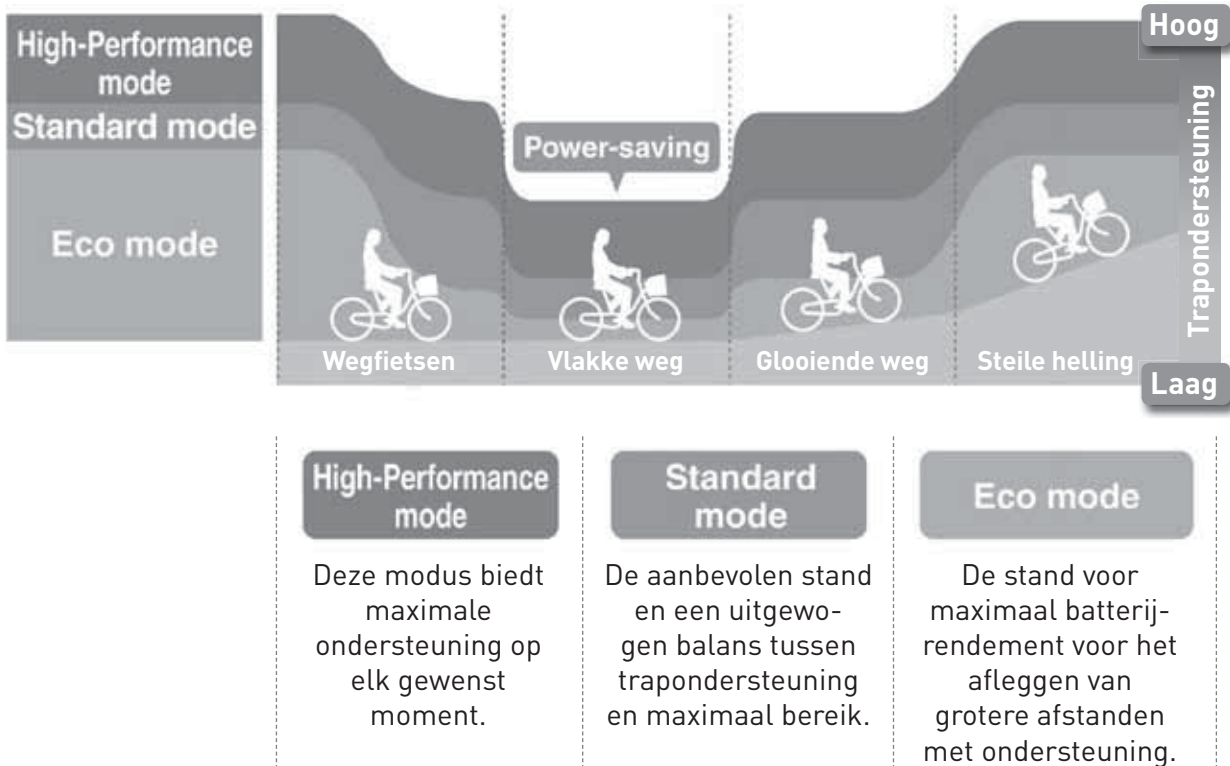 High-Performance
mode
Standard mode
Eco mode
Power-saving
Hoog
Trapondersteuning
Laag
Wegfietsen
Vlakke weg
Glooiende weg
Steile helling
High-Performance
mode
Deze modus biedt
maximale
ondersteuning op
elk gewenst
moment.
Standard
mode
De aanbevolen stand
en een uitgewo-
gen balans tussen
trapondersteuning
en maximaal bereik.
Eco mode
De stand voor
maximaal batterij-
rendement voor het
afleggen van
grotere afstanden
met ondersteuning.